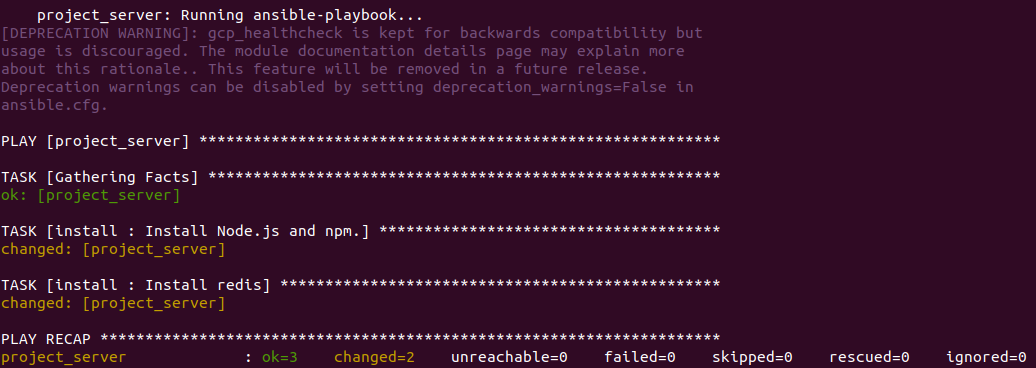 project_server: Running ansible-playbook...
[DEPRECATION WARNING]: gcp_healthcheck is kept for backwards compatibility but
usage is discouraged. The module documentation details page may explain more
about this rationale.. This feature will be removed in a future release.
Deprecation warnings can be disabled by setting deprecation_warnings=False in
ansible.cfg.
PLAY [project_server] **********************************************************
TASK [Gathering Facts] *********************************************************
ok: [project_server]
TASK [install : Install Node.js and npm.] **************************************
changed: [project_server]
TASK [install : Install redis] *************************************************
changed: [project_server]
PLAY RECAP *********************************************************************
project_server             : ok=3    changed=2    unreachable=0    failed=0    skipped=0    rescued=0    ignored=0